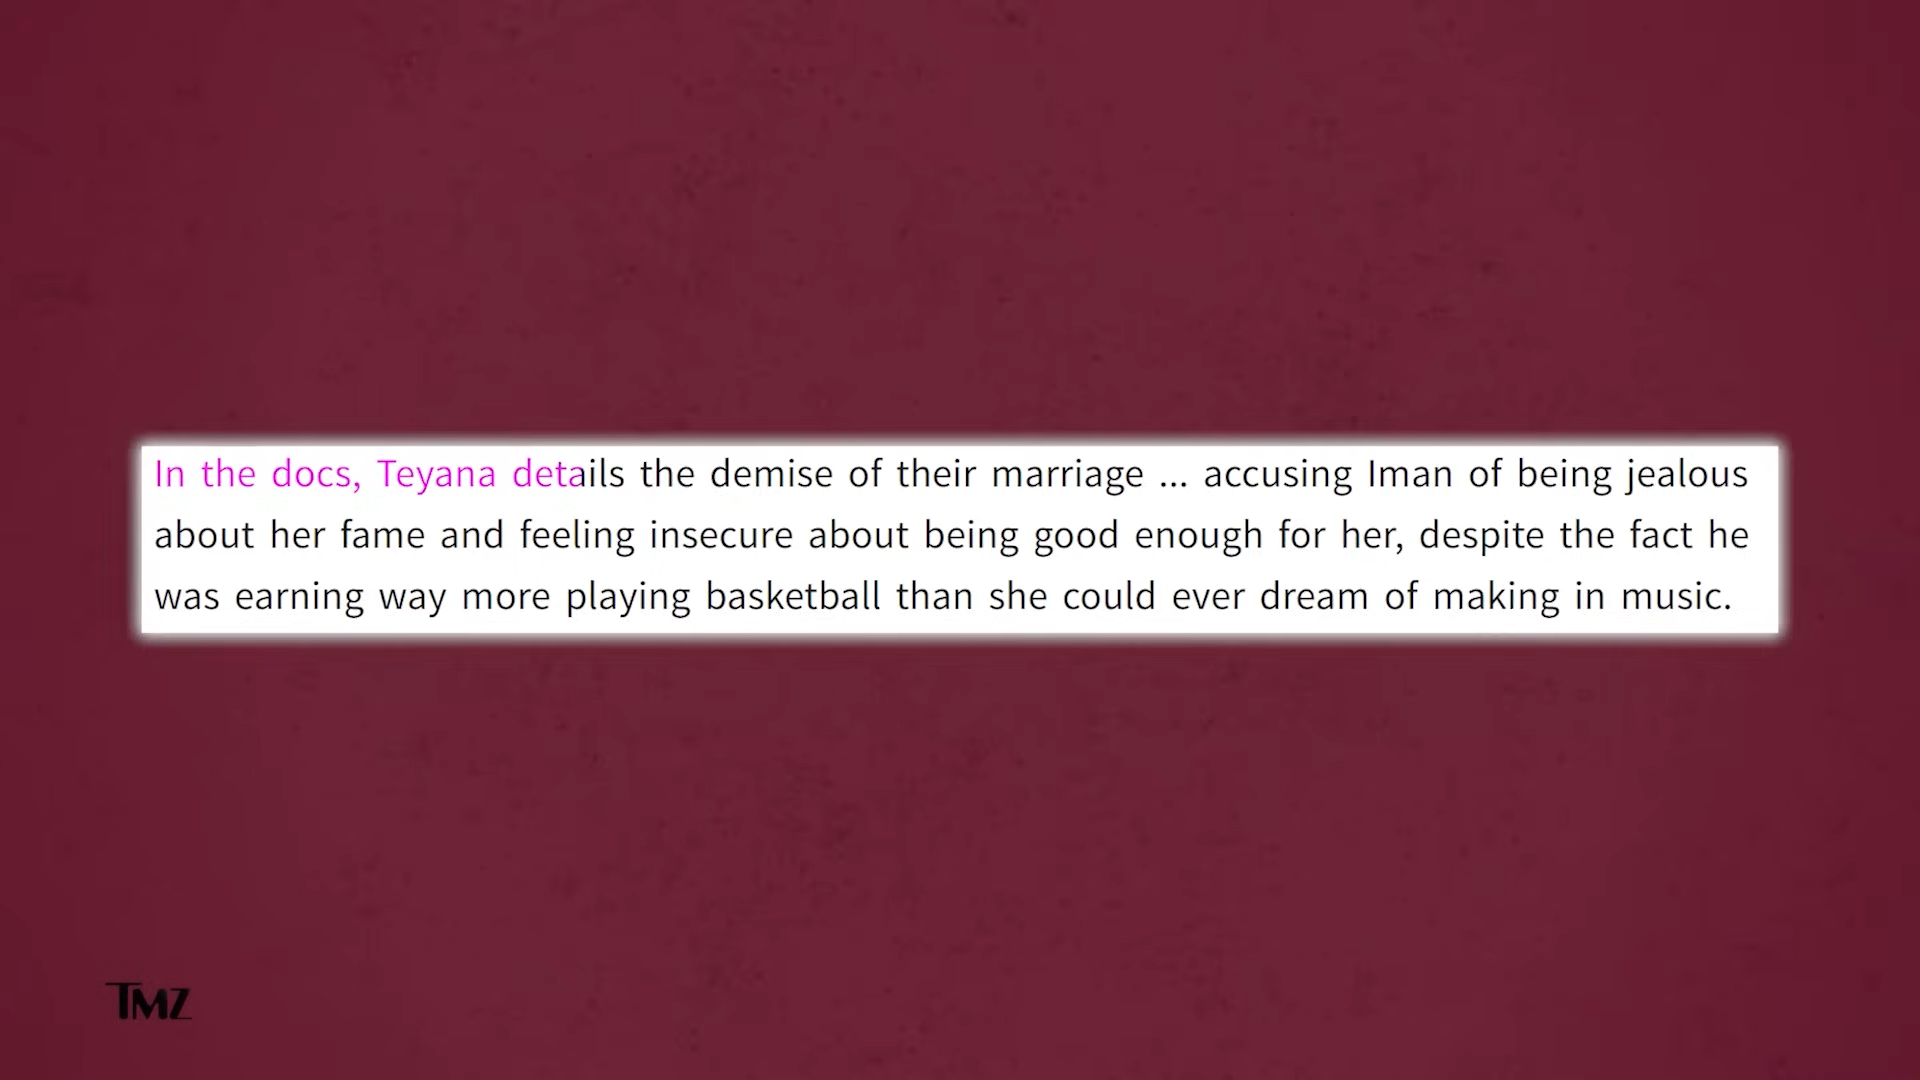 In the docs, Teyana details the demise of their marriage ... accusing Iman of being jealous
about her fame and feeling insecure about being good enough for her, despite the fact he
was earning way more playing basketball than she could ever dream of making in music.
TMZ